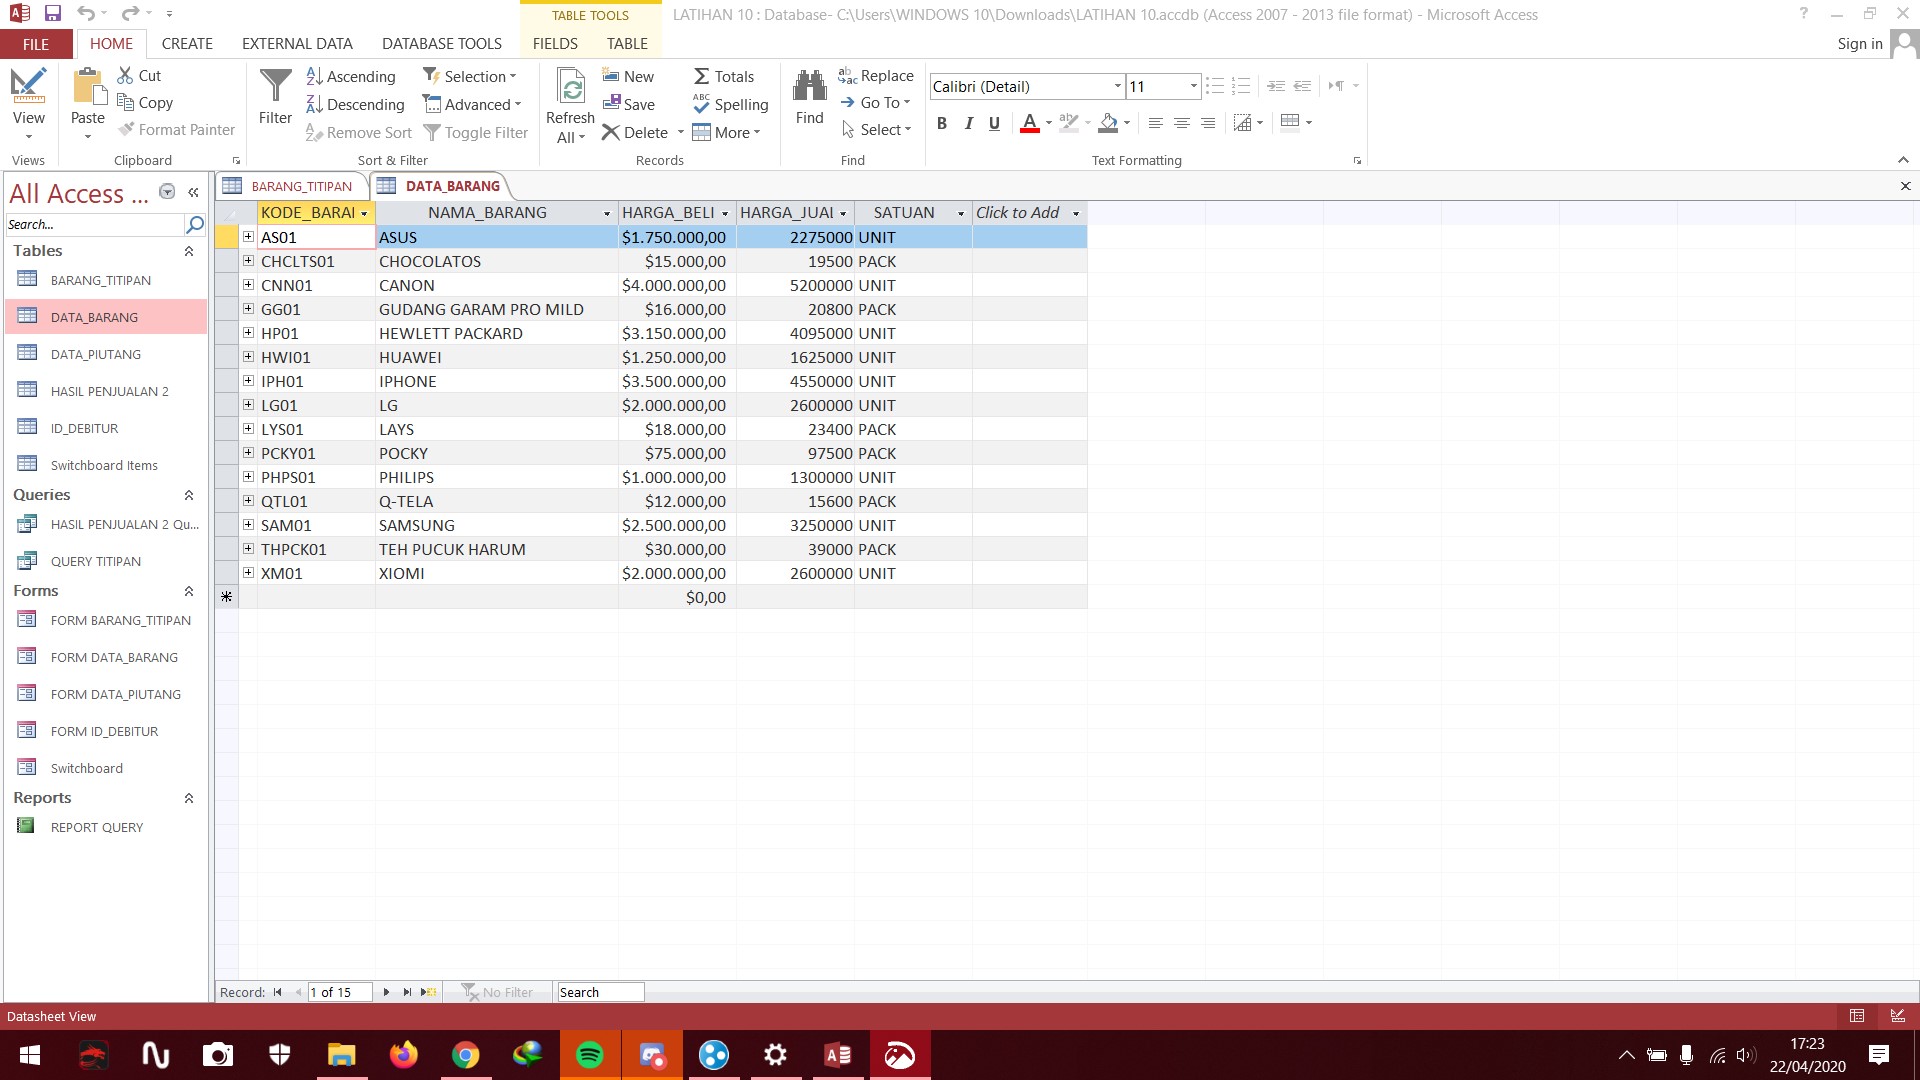 LATIHAN 10 : Database- C:\Users\WINDOWS 10\Downloads\LATIHAN 10.accdb (Access 2007 - 2013 file format) - Microsoft Access
TABLE TOOLS
FILE HOME CREATE EXTERNAL DATA DATABASE TOOLS FIELDS TABLE Sign in
View
Views
Paste
Cut
Copy
Format Painter
Clipboard
Filter
Ascending
Descending
Remove Sort
Selection
Advanced
Toggle Filter
Sort & Filter
Refresh
All
New
Save
Delete
Totals
Spelling
More
Records
Find
Replace
Go To
Select
Find
Calibri (Detail) 11
B I U A
Text Formatting
All Access ...
Search...
Tables
BARANG_TITIPAN
DATA_BARANG
DATA_PIUTANG
HASIL PENJUALAN 2
ID_DEBITUR
Switchboard Items
Queries
HASIL PENJUALAN 2 Qu...
QUERY TITIPAN
Forms
FORM BARANG_TITIPAN
FORM DATA_BARANG
FORM DATA_PIUTANG
FORM ID_DEBITUR
Switchboard
Reports
REPORT QUERY
BARANG_TITIPAN DATA_BARANG
KODE_BARAI NAMA_BARANG HARGA_BELI HARGA_JUAI SATUAN Click to Add
AS01 ASUS $1.750.000,00 2275000 UNIT
CHCLTS01 CHOCOLATOS $15.000,00 19500 PACK
CNN01 CANON $4.000.000,00 5200000 UNIT
GG01 GUDANG GARAM PRO MILD $16.000,00 20800 PACK
HP01 HEWLETT PACKARD $3.150.000,00 4095000 UNIT
HWI01 HUAWEI $1.250.000,00 1625000 UNIT
IPH01 IPHONE $3.500.000,00 4550000 UNIT
LG01 LG $2.000.000,00 2600000 UNIT
LYS01 LAYS $18.000,00 23400 PACK
PCKY01 POCKY $75.000,00 97500 PACK
PHPS01 PHILIPS $1.000.000,00 1300000 UNIT
QTL01 Q-TELA $12.000,00 15600 PACK
SAM01 SAMSUNG $2.500.000,00 3250000 UNIT
THPCK01 TEH PUCUK HARUM $30.000,00 39000 PACK
XM01 XIOMI $2.000.000,00 2600000 UNIT
$0,00
Record: 1 of 15 No Filter Search
Datasheet View
17:23
22/04/2020